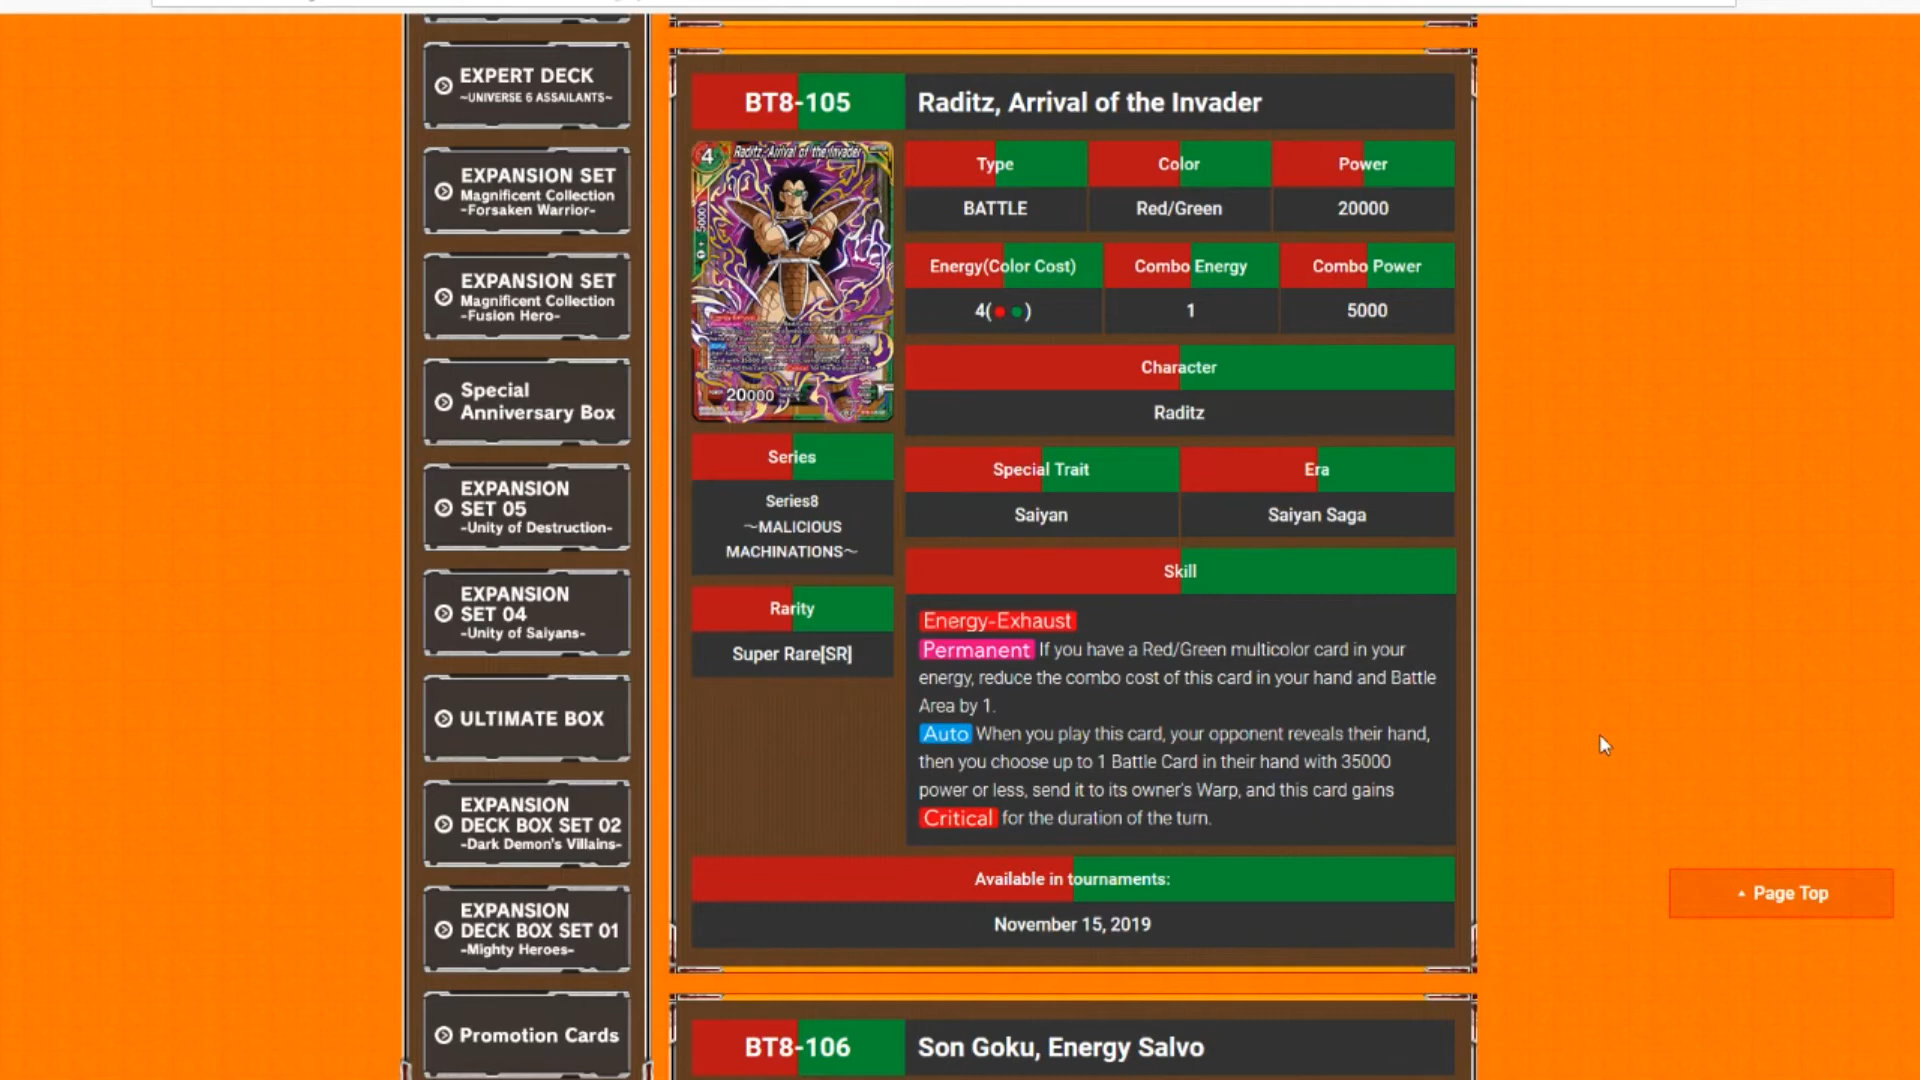 EXPERT DECK
~UNIVERSE 6 ASSAILANTS~
EXPANSION SET
Magnificent Collection
-Forsaken Warrior-
EXPANSION SET
Magnificent Collection
-Fusion Hero-
Special
Anniversary Box
EXPANSION
SET 05
-Unity of Destruction-
EXPANSION
SET 04
-Unity of Saiyans-
ULTIMATE BOX
EXPANSION
DECK BOX SET 02
-Dark Demon's Villains-
EXPANSION
DECK BOX SET 01
-Mighty Heroes-
Promotion Cards
BT8-105
Raditz, Arrival of the Invader
4
Raditz, Arrival of the Invader
5000
20000
Type
Color
Power
BATTLE
Red/Green
20000
Energy(Color Cost)
Combo Energy
Combo Power
4( )
1
5000
Character
Raditz
Series
Series8
～MALICIOUS
MACHINATIONS～
Special Trait
Era
Saiyan
Saiyan Saga
Rarity
Super Rare[SR]
Skill
Energy-Exhaust
Permanent If you have a Red/Green multicolor card in your
energy, reduce the combo cost of this card in your hand and Battle
Area by 1.
Auto When you play this card, your opponent reveals their hand,
then you choose up to 1 Battle Card in their hand with 35000
power or less, send it to its owner's Warp, and this card gains
Critical for the duration of the turn.
Available in tournaments:
November 15, 2019
Page Top
BT8-106
Son Goku, Energy Salvo